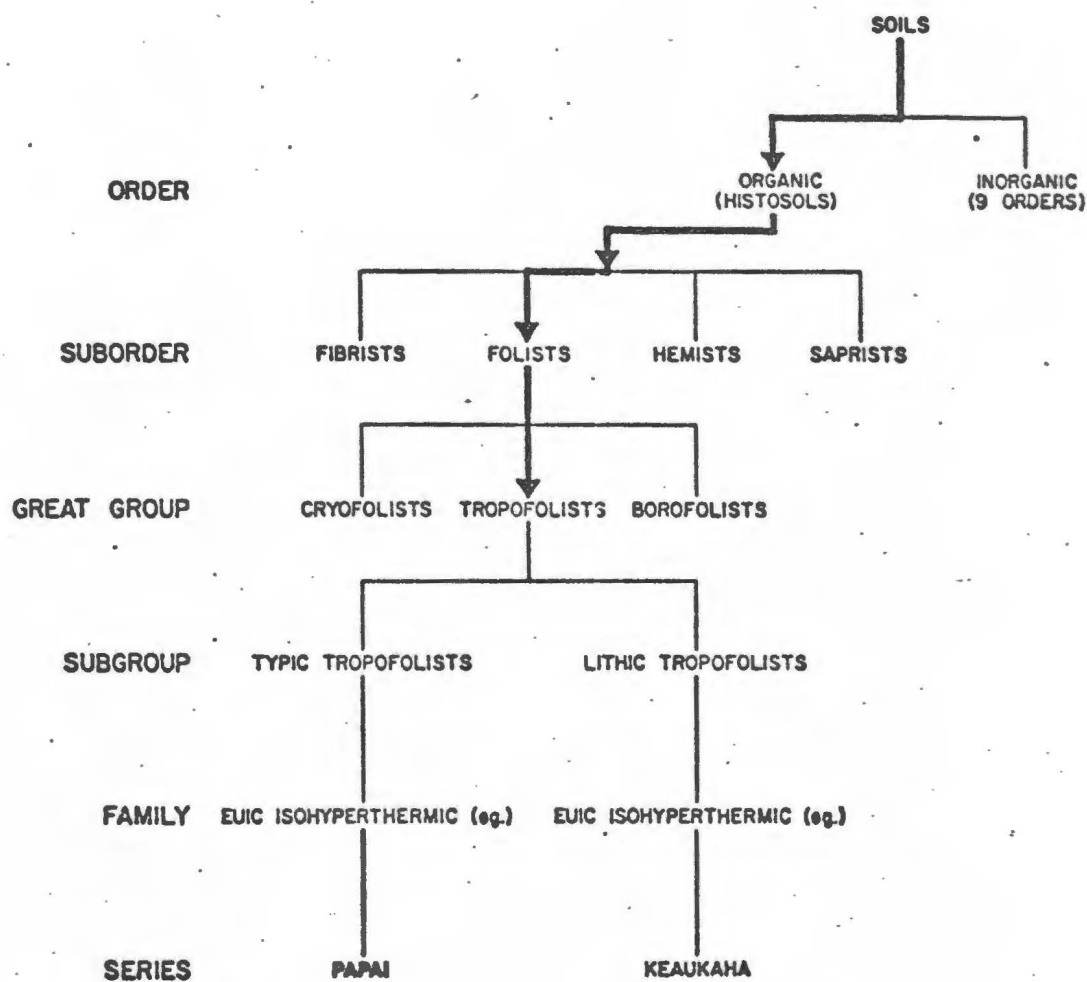 SOILS
ORDER
ORGANIC
(HISTOSOLS)
INORGANIC
(9 ORDERS)
SUBORDER
FIBRISTS
FOLISTS
HEMISTS
SAPRISTS
GREAT GROUP
CRYOFOLISTS
TROPOFOLISTS
BOROFOLISTS
SUBGROUP
TYPIC TROPOFOLISTS
LITHIC TROPOFOLISTS
FAMILY
EUIC ISOHYPERTHERMIC (eg.)
EUIC ISOHYPERTHERMIC (eg.)
SERIES
PAPAI
KEAUKAHA